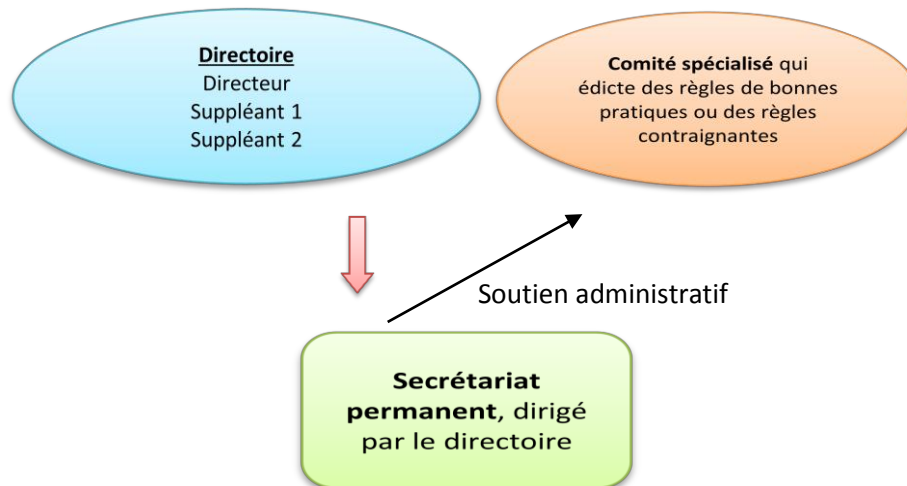 Directoire
Directeur
Suppléant 1
Suppléant 2
Comité spécialisé qui
édicte des règles de bonnes
pratiques ou des règles
contraignantes
Soutien administratif
Secrétariat
permanent, dirigé
par le directoire